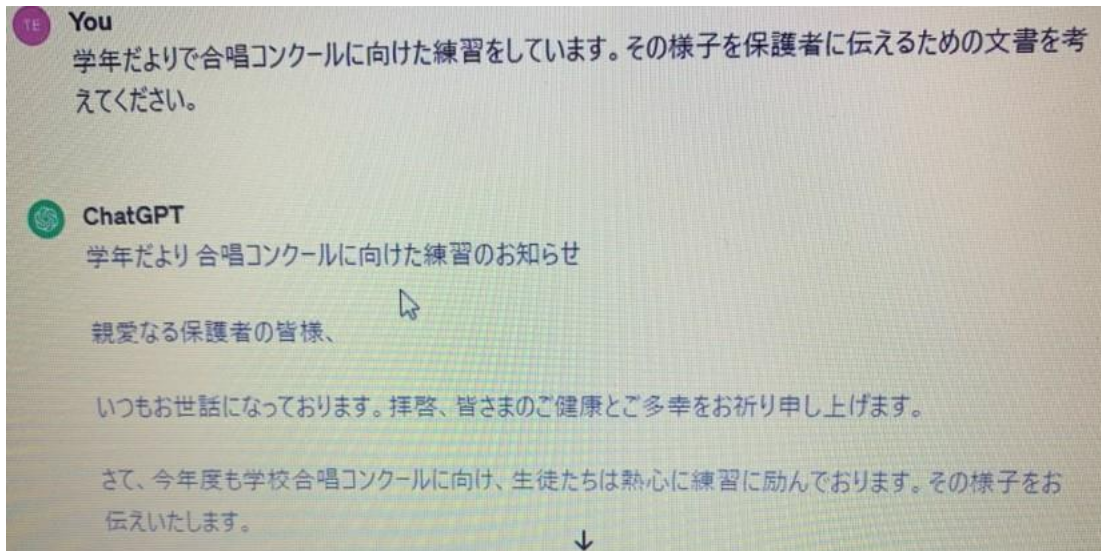 TE
You
学年だよりで合唱コンクールに向けた練習をしています。その様子を保護者に伝えるための文書を考
えてください。
ChatGPT
学年だより 合唱コンクールに向けた練習のお知らせ
親愛なる保護者の皆様、
いつもお世話になっております。拝啓、皆さまのご健康とご多幸をお祈り申し上げます。
さて、今年度も学校合唱コンクールに向け、生徒たちは熱心に練習に励んでおります。その様子をお
伝えいたします。